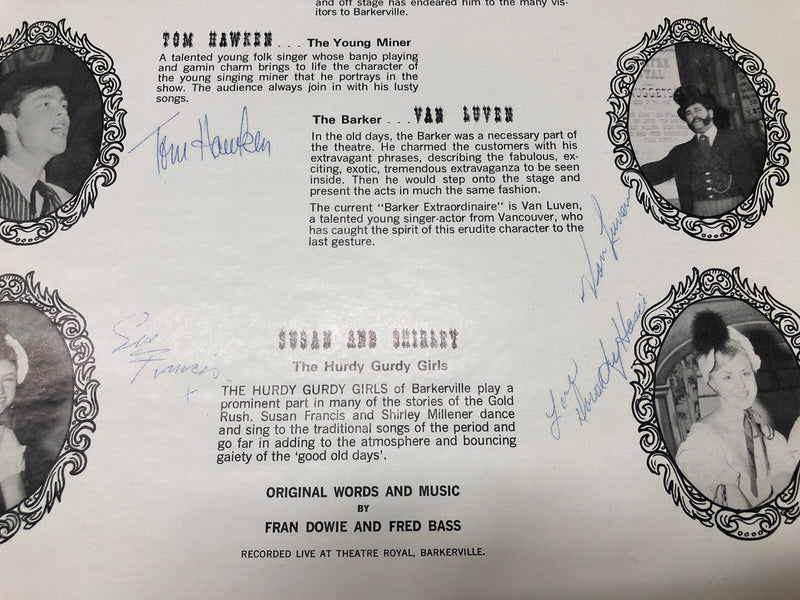 and off stage has endeared him to the many vis-
itors to Barkerville.
TOM HAWKEN . . . The Young Miner
A talented young folk singer whose banjo playing
and gamin charm brings to life the character of
the young singing miner that he portrays in the
show. The audience always join in with his lusty
songs.
Tom Hawken
The Barker . . . VAN LUVEN
In the old days, the Barker was a necessary part of
the theatre. He charmed the customers with his
extravagant phrases, describing the fabulous, ex-
citing, exotic, tremendous extravaganza to be seen
inside. Then he would step onto the stage and
present the acts in much the same fashion.
The current "Barker Extraordinaire" is Van Luven,
a talented young singer-actor from Vancouver, who
has caught the spirit of this erudite character to the
last gesture.
Van Luven
Sue
Francis
+
SUSAN AND SHIRLEY
The Hurdy Gurdy Girls
THE HURDY GURDY GIRLS of Barkerville play a
prominent part in many of the stories of the Gold
Rush. Susan Francis and Shirley Millener dance
and sing to the traditional songs of the period and
go far in adding to the atmosphere and bouncing
gaiety of the 'good old days'.
Dorothy
ORIGINAL WORDS AND MUSIC
BY
FRAN DOWIE AND FRED BASS
RECORDED LIVE AT THEATRE ROYAL, BARKERVILLE.